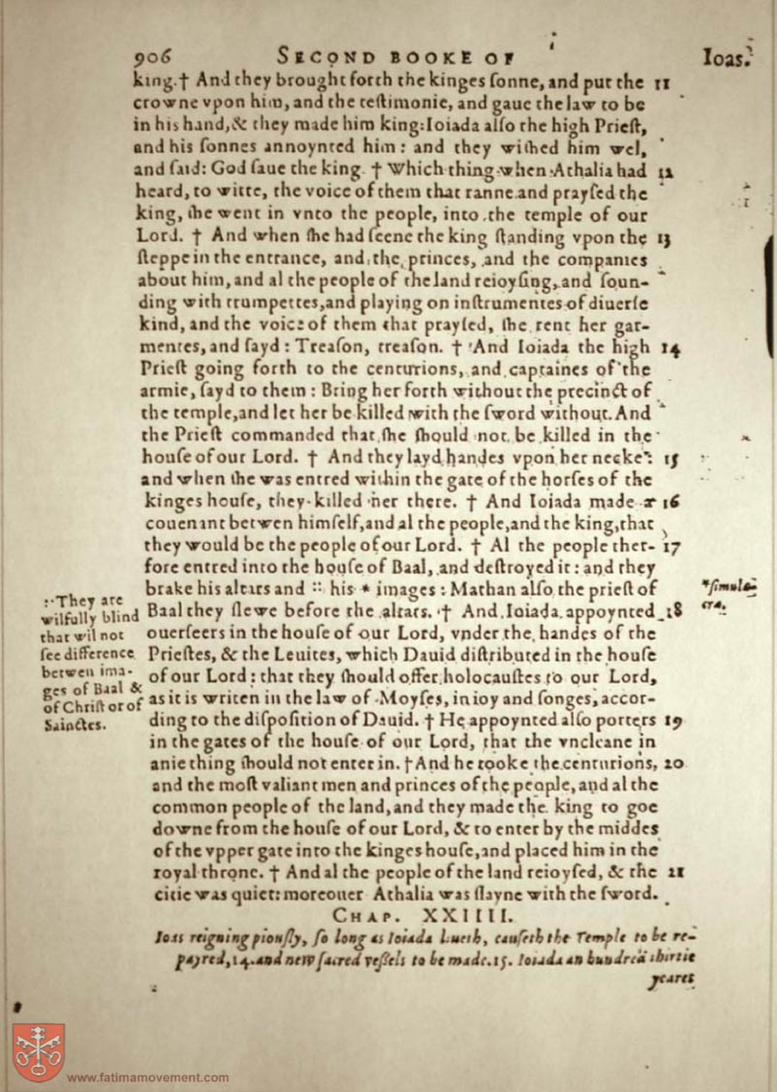 906 SECOND BOOKE OF Ioas.
king.† And they brought forth the kinges ſonne, and put the 11
crowne vpon him, and the teſtimonie, and gaue the law to be
in his hand,& they made him king: Ioiada alſo the high Prieſt,
and his ſonnes annoynted him: and they wiſhed him wel,
and ſaid: God ſaue the king. † Which thing when Athalia had 12
heard, to witte, the voice of them that ranne and prayſed the
king, ſhe went in vnto the people, into the temple of our
Lord. † And when ſhe had ſeene the king ſtanding vpon the 13
ſteppe in the entrance, and the princes, and the companies
about him, and al the people of the land reioyſing, and ſoun-
ding with trumpettes, and playing on inſtrumentes of diuerſe
kind, and the voice of them that prayſed, ſhe rent her gar-
mentes, and ſayd: Treaſon, treaſon. † And Ioiada the high 14
Prieſt going forth to the centurions, and captaines of the
armie, ſayd to them: Bring her forth without the precinct of
the temple, and let her be killed with the ſword without. And
the Prieſt commanded that ſhe ſhould not be killed in the
houſe of our Lord. † And they layd handes vpon her necke: 15
and when ſhe was entred within the gate of the horſes of the
kinges houſe, they killed her there. † And Ioiada made a 16
couenant betwen himſelf, and al the people, and the king, that
they would be the people of our Lord. † Al the people ther- 17
fore entred into the houſe of Baal, and deſtroyed it: and they
brake his altars and :: his * images: Mathan alſo the prieſt of
Baal they ſlewe before the altars. † And Ioiada appoynted 18
ouerſeers in the houſe of our Lord, vnder the handes of the
Prieſtes, & the Leuites, which Dauid diſtributed in the houſe
of our Lord: that they ſhould offer holocauſtes to our Lord,
as it is writen in the law of Moyſes, in ioy and ſonges, accor-
ding to the diſpoſition of Dauid. † He appoynted alſo porters 19
in the gates of the houſe of our Lord, that the vncleane in
anie thing ſhould not enter in. † And he tooke the centurions, 20
and the moſt valiant men and princes of the people, and al the
common people of the land, and they made the king to goe
downe from the houſe of our Lord, & to enter by the middes
of the vpper gate into the kinges houſe, and placed him in the
royal throne. † And al the people of the land reioyſed, & the 21
citie was quiet: moreouer Athalia was ſlayne with the ſword.
:: They are
wilfully blind
that wil not
ſee difference
betwen ima-
ges of Baal &
of Chriſt or of
Sainctes.
*ſimula-
cra.
CHAP. XXIIII.
Ioas reigning piouſly, ſo long as Ioiada liueth, cauſeth the Temple to be re-
payred, 14. and new ſacred veſſels to be made. 15. Ioiada an hundred thirtie
yeares
www.fatimamovement.com